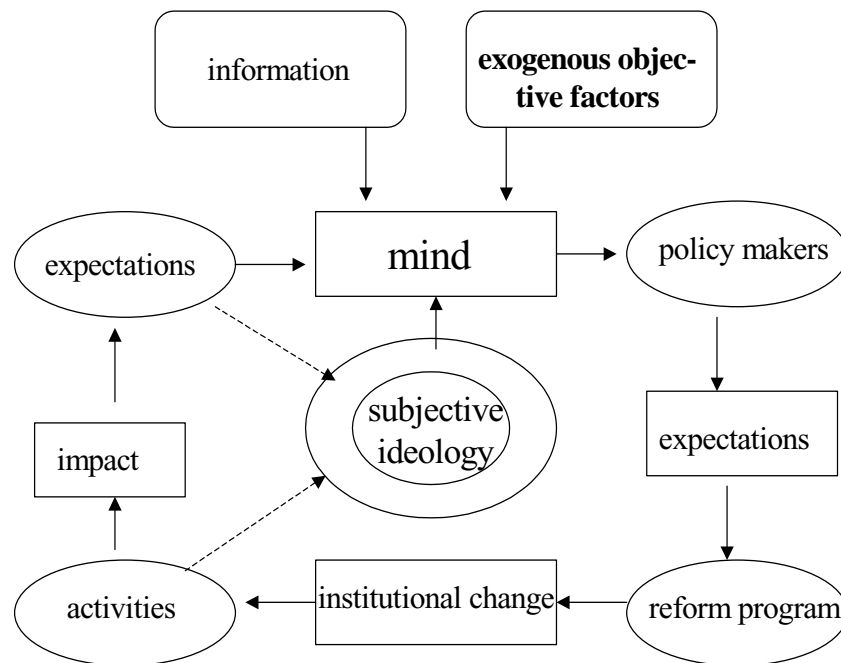 information
exogenous objec-
tive factors
expectations
mind
policy makers
subjective
ideology
impact
expectations
activities
institutional change
reform program